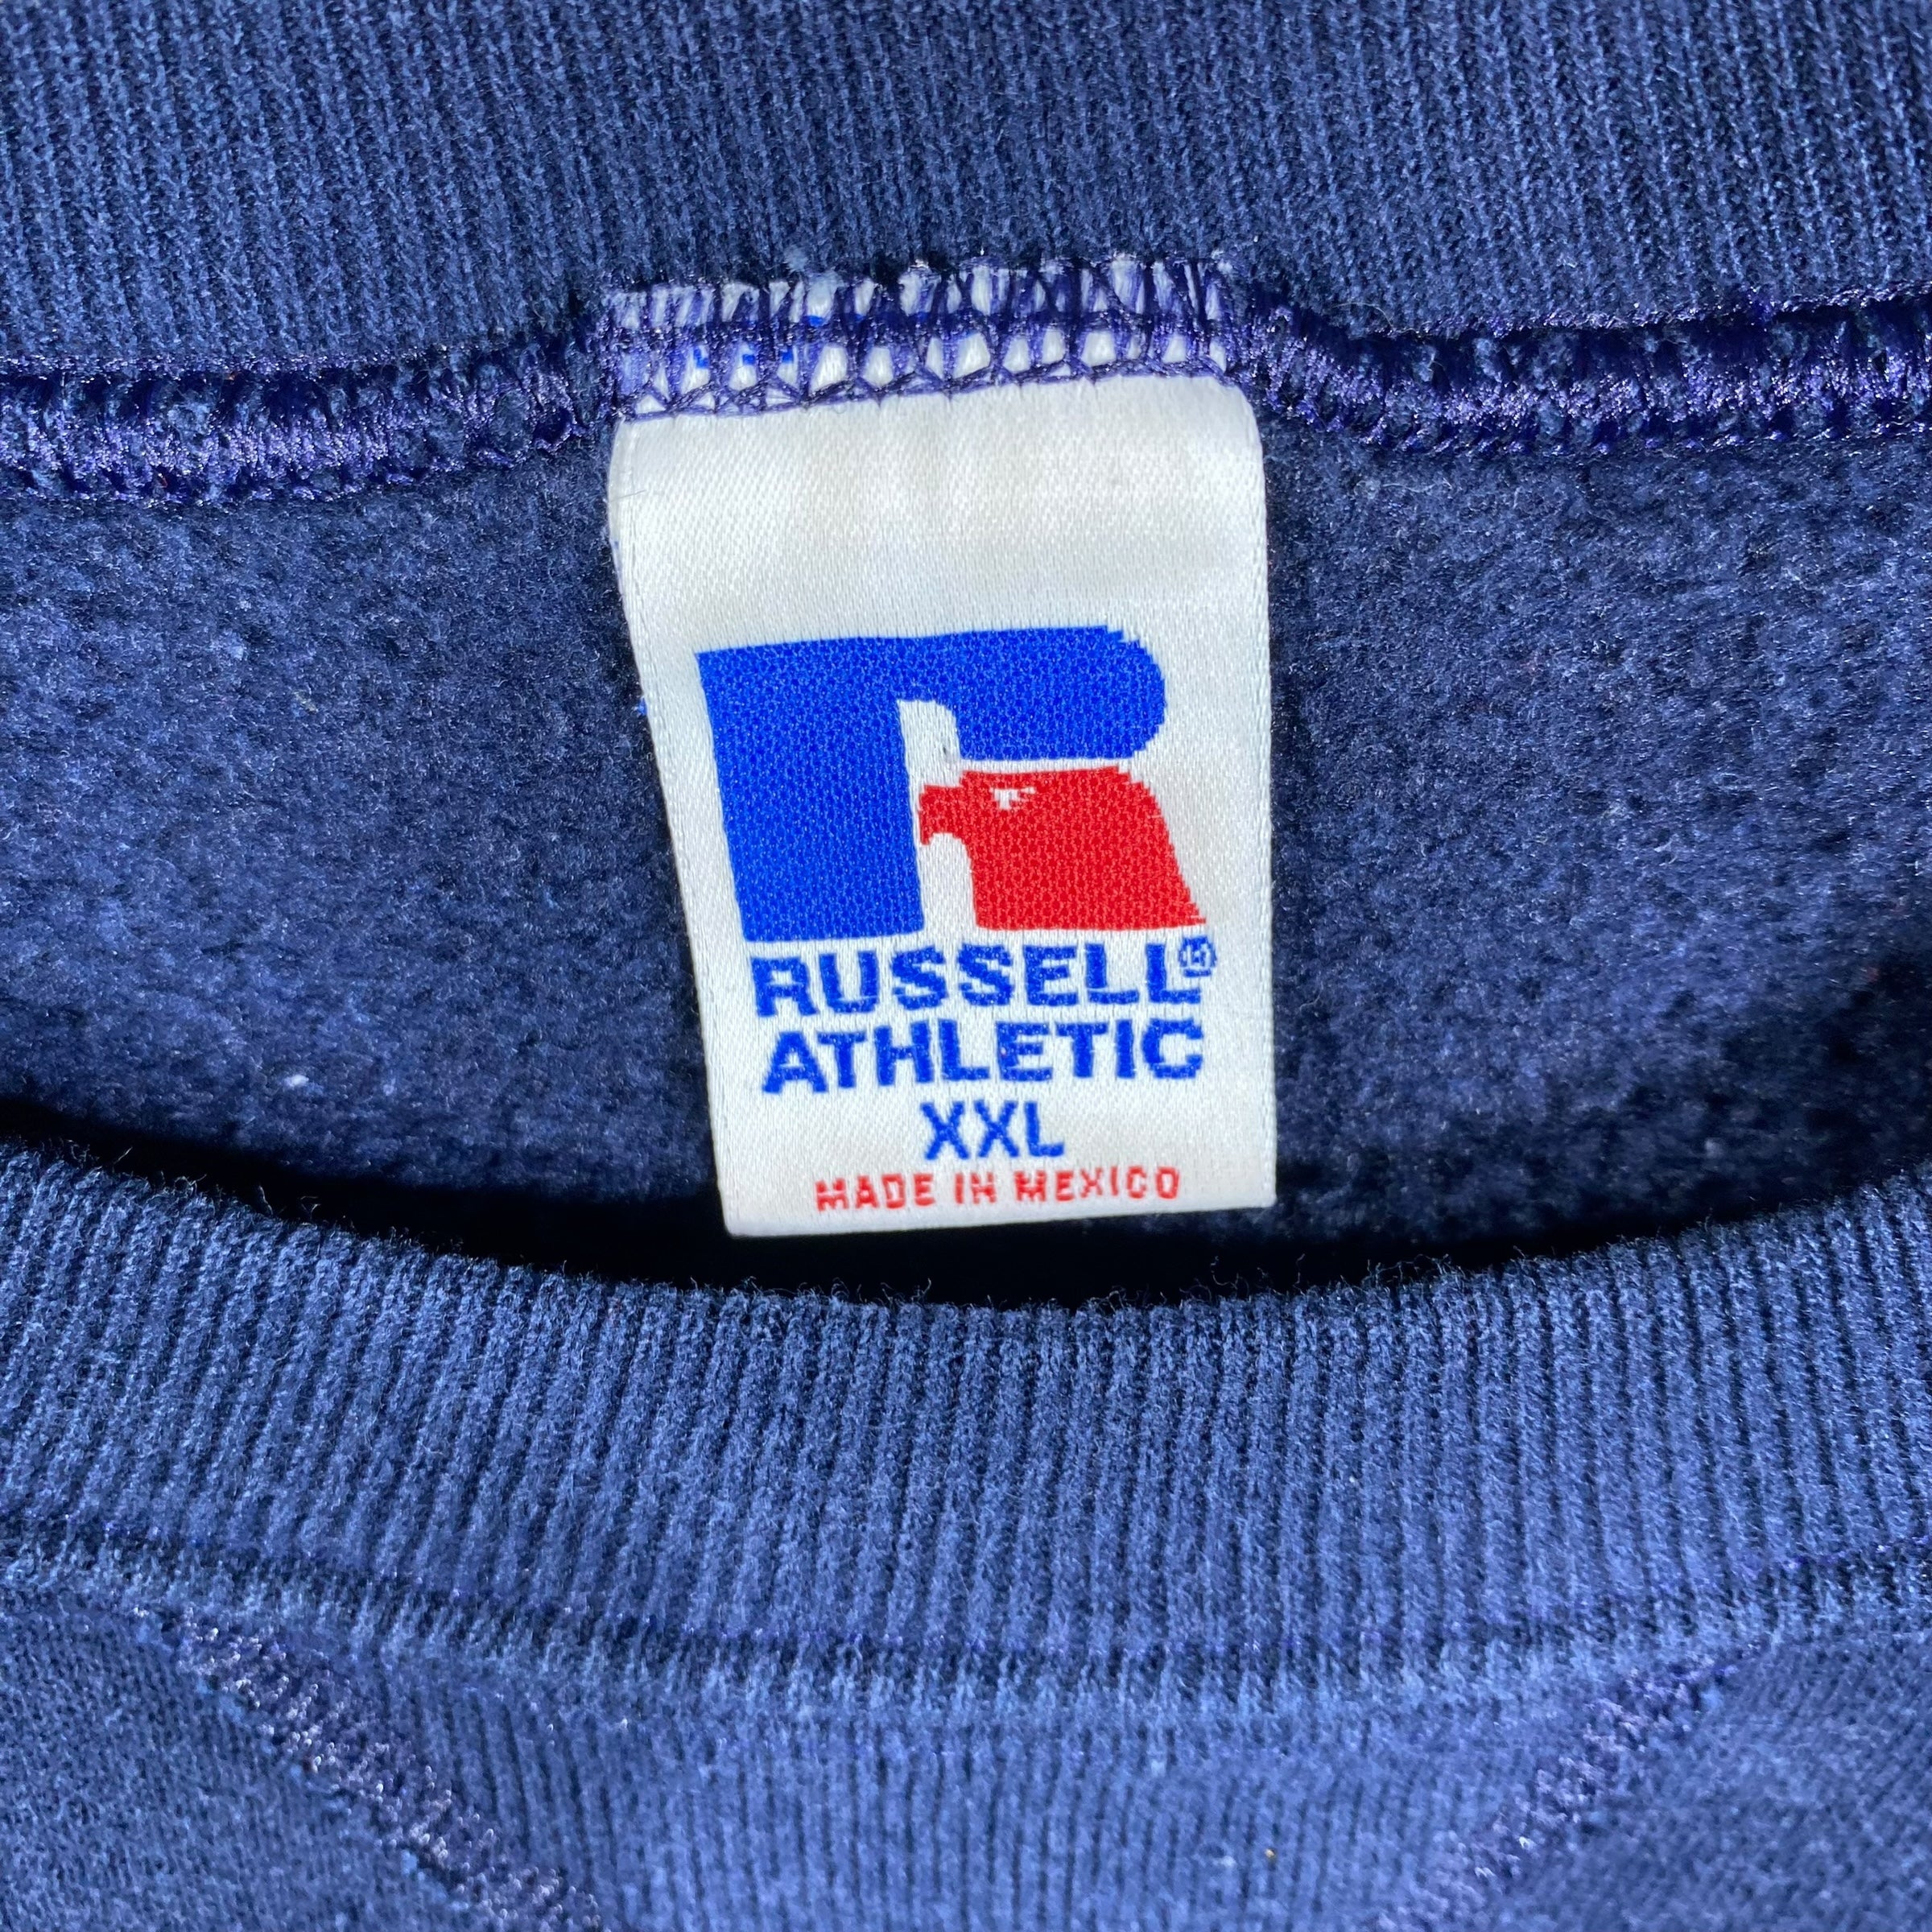 RUSSELL®
ATHLETIC
XXL
MADE IN MEXICO